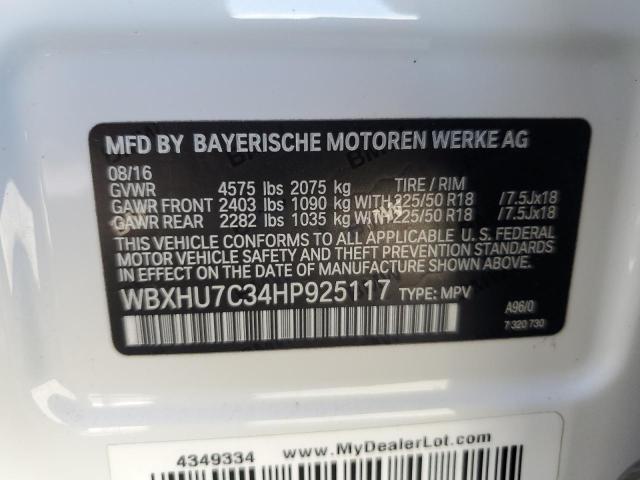 MFD BY BAYERISCHE MOTOREN WERKE AG
08/16
GVWR 4575 lbs 2075 kg TIRE / RIM
GAWR FRONT 2403 lbs 1090 kg WITH 225/50 R18 /7.5Jx18
GAWR REAR 2282 lbs 1035 kg WITH 225/50 R18 /7.5Jx18
THIS VEHICLE CONFORMS TO ALL APPLICABLE U. S. FEDERAL
MOTOR VEHICLE SAFETY AND THEFT PREVENTION STANDARDS
IN EFFECT ON THE DATE OF MANUFACTURE SHOWN ABOVE.
WBXHU7C34HP925117 TYPE: MPV
A96/0
7 320 730
4349334 www.MyDealerLot.com